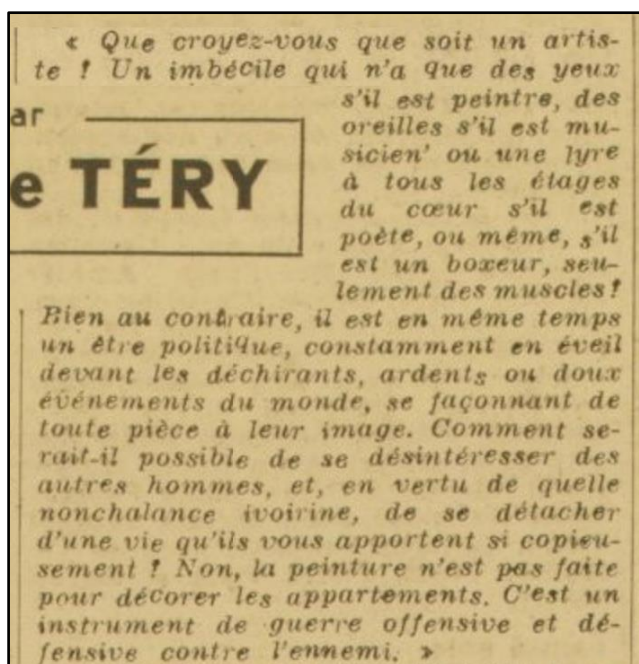 « Que croyez-vous que soit un artis-
te ? Un imbécile qui n'a que des yeux
s'il est peintre, des
oreilles s'il est mu-
sicien' ou une lyre
à tous les étages
du cœur s'il est
poète, ou même, s'il
est un boxeur, seu-
lement des muscles ?
ar
e TÉRY
Bien au contraire, il est en même temps
un être politique, constamment en éveil
devant les déchirants, ardents ou doux
événements du monde, se façonnant de
toute pièce à leur image. Comment se-
rait-il possible de se désintéresser des
autres hommes, et, en vertu de quelle
nonchalance ivoirine, de se détacher
d'une vie qu'ils vous apportent si copieu-
sement ? Non, la peinture n'est pas faite
pour décorer les appartements. C'est un
instrument de guerre offensive et dé-
fensive contre l'ennemi. »